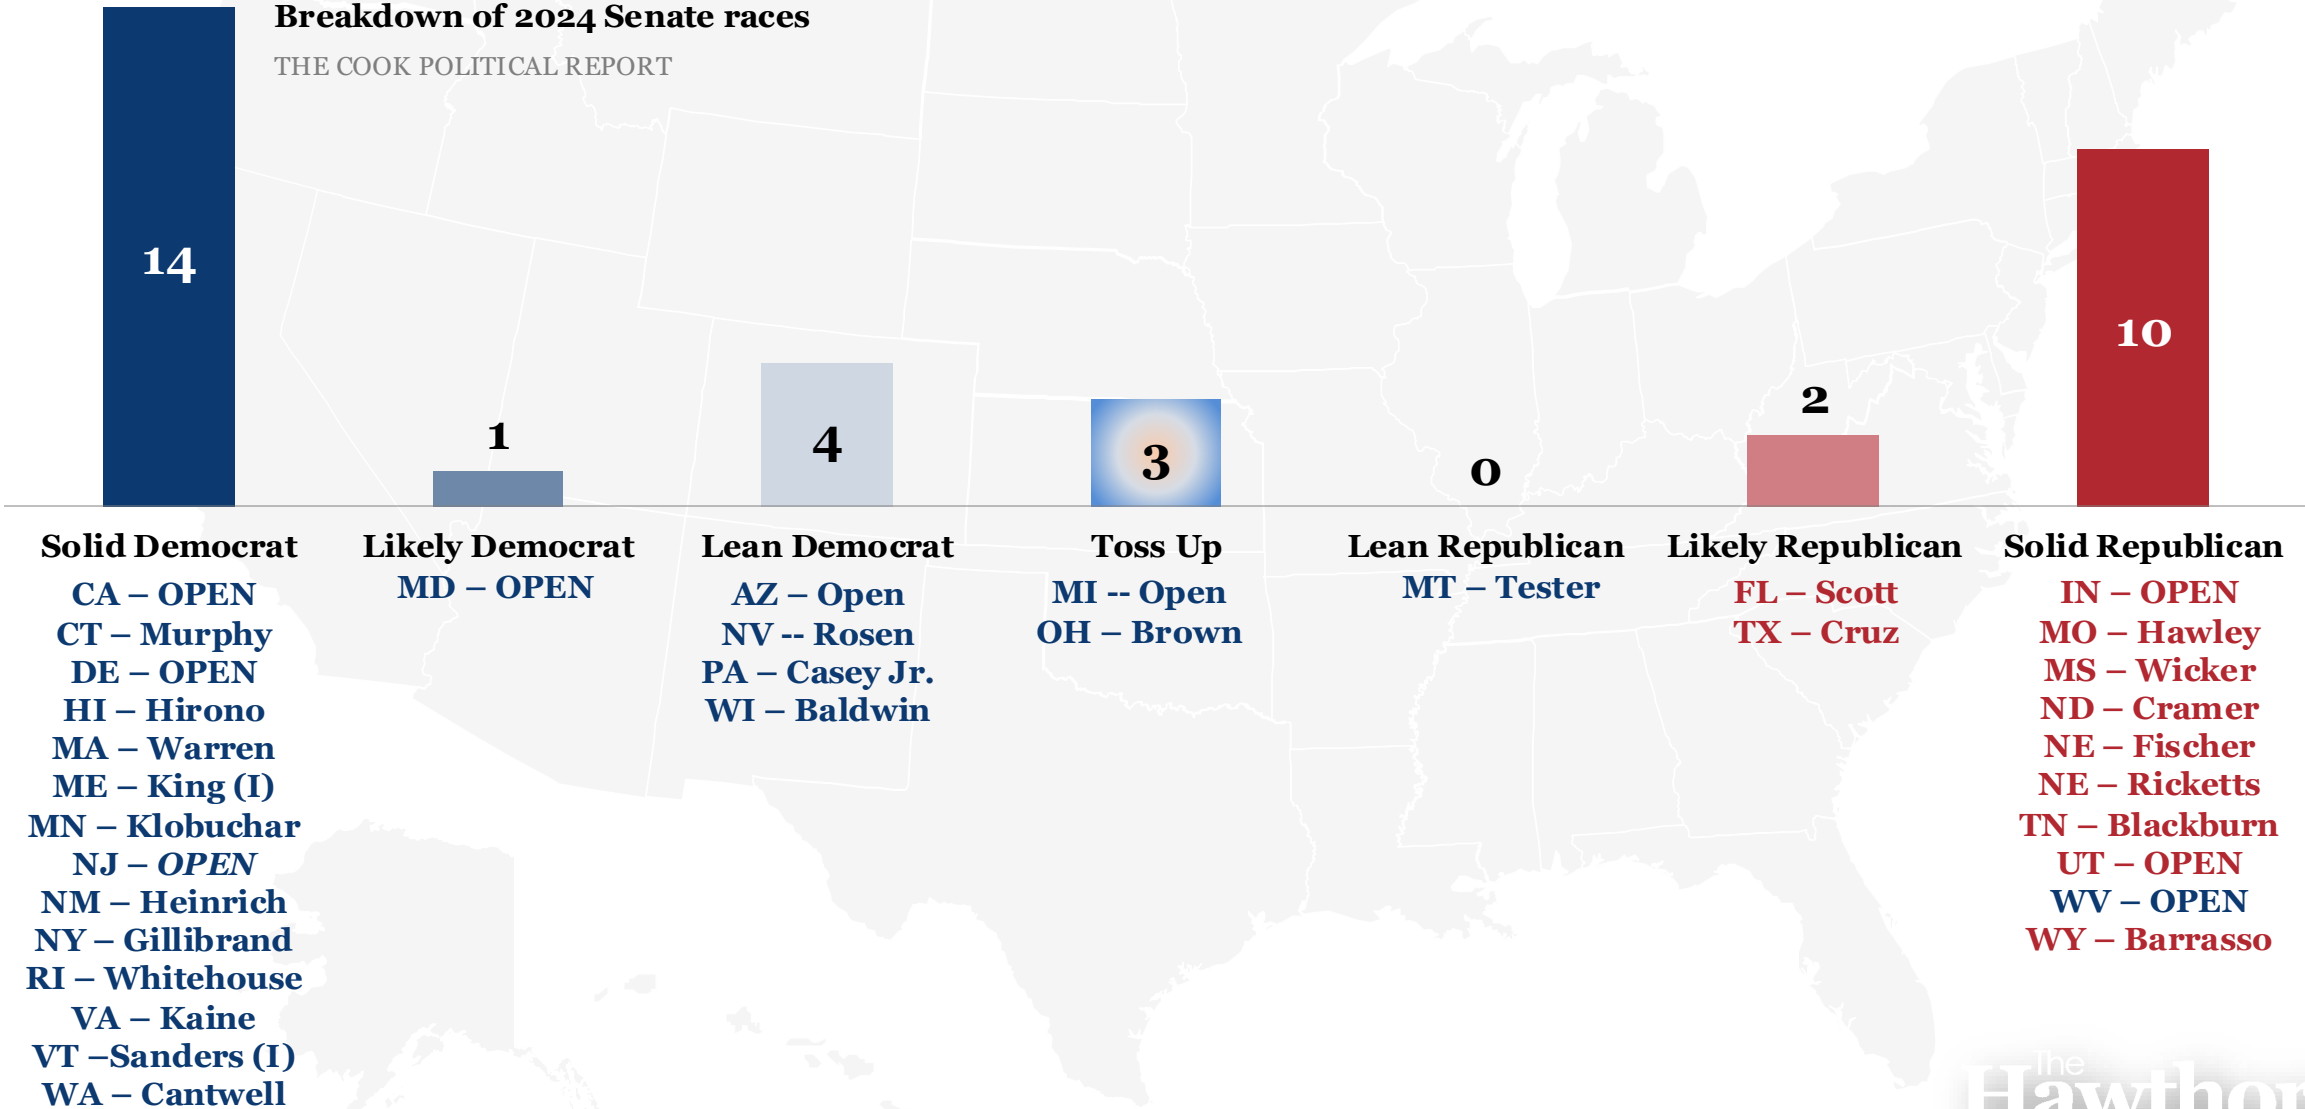 Breakdown of 2024 Senate races
THE COOK POLITICAL REPORT
14
1
4
3
0
2
10
Solid Democrat
CA – OPEN
CT – Murphy
DE – OPEN
HI – Hirono
MA – Warren
ME – King (I)
MN – Klobuchar
NJ – OPEN
NM – Heinrich
NY – Gillibrand
RI – Whitehouse
VA – Kaine
VT –Sanders (I)
WA – Cantwell
Likely Democrat
MD – OPEN
Lean Democrat
AZ – Open
NV -- Rosen
PA – Casey Jr.
WI – Baldwin
Toss Up
MI -- Open
OH – Brown
Lean Republican
MT – Tester
Likely Republican
FL – Scott
TX – Cruz
Solid Republican
IN – OPEN
MO – Hawley
MS – Wicker
ND – Cramer
NE – Fischer
NE – Ricketts
TN – Blackburn
UT – OPEN
WV – OPEN
WY – Barrasso
The